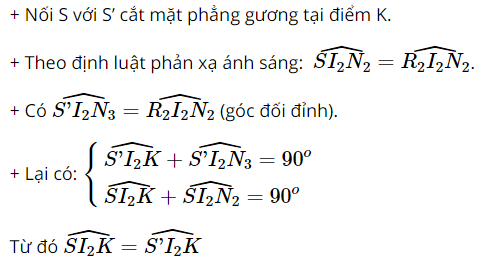 + Nối S với S’ cắt mặt phẳng gương tại điểm K.
+ Theo định luật phản xạ ánh sáng: $\widehat{SI_2N_2} = \widehat{R_2I_2N_2}$.
+ Có $\widehat{S’I_2N_3} = \widehat{R_2I_2N_2}$ (góc đối đỉnh).
+ Lại có: $\begin{cases} \widehat{S’I_2K} + \widehat{S’I_2N_3} = 90^o \\ \widehat{SI_2K} + \widehat{SI_2N_2} = 90^o \end{cases}$
Từ đó $\widehat{SI_2K} = \widehat{S’I_2K}$